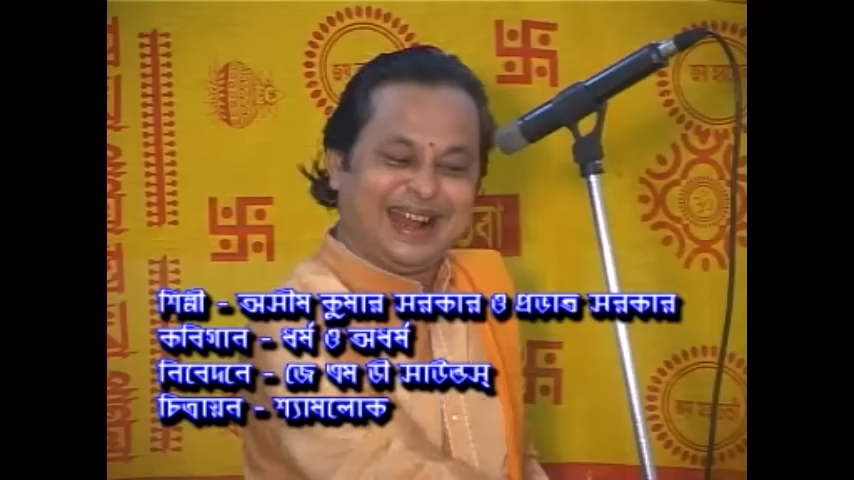 শিল্পী - অসীম কুমার সরকার ও প্রভাত সরকার
কবিগান - ধর্ম ও অধর্ম
নিবেদনে - জে এম ডী সাউন্ডস্
চিত্রায়ন - শ্যামলোক